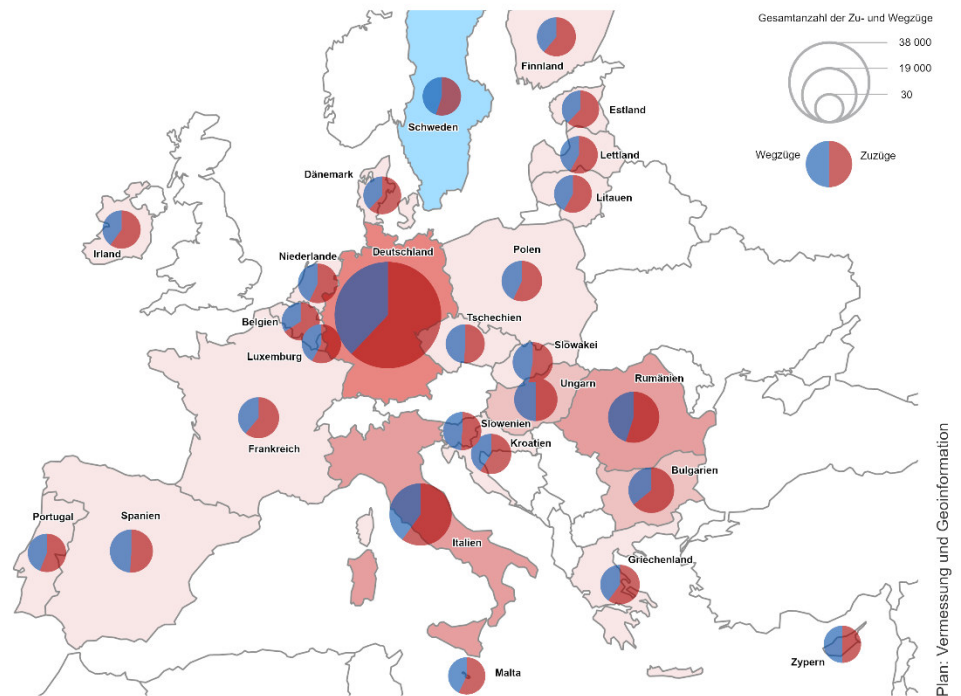 Gesamtanzahl der Zu- und Wegzüge
38 000
19 000
30
Wegzüge
Zuzüge
Finnland
Estland
Schweden
Lettland
Dänemark
Litauen
Irland
Niederlande
Deutschland
Polen
Belgien
Tschechien
Luxemburg
Slowakei
Ungarn
Rumänien
Slowenien
Kroatien
Frankreich
Bulgarien
Portugal
Spanien
Italien
Griechenland
Zypern
Malta
Plan: Vermessung und Geoinformation